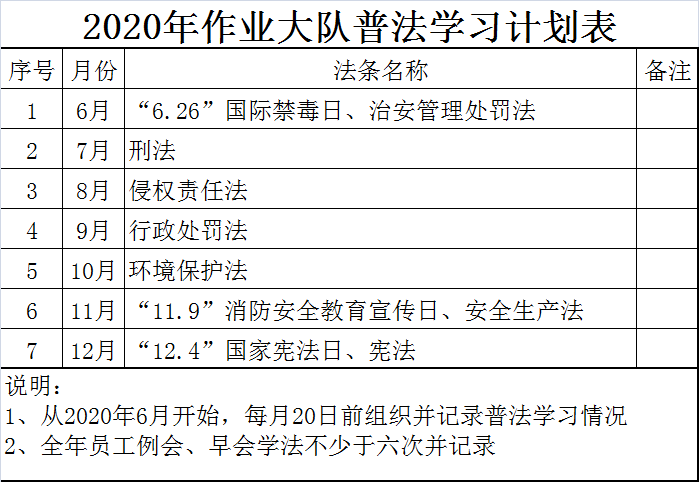 2020年作业大队普法学习计划表
序号 月份 法条名称 备注
1 6月 “6.26”国际禁毒日、治安管理处罚法
2 7月 刑法
3 8月 侵权责任法
4 9月 行政处罚法
5 10月 环境保护法
6 11月 “11.9”消防安全教育宣传日、安全生产法
7 12月 “12.4”国家宪法日、宪法
说明：
1、从2020年6月开始，每月20日前组织并记录普法学习情况
2、全年员工例会、早会学法不少于六次并记录